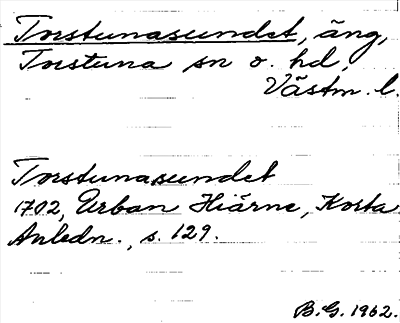 Torstunasundet, äng,
Torstuna sn o. hd,
Västm. l.
Torstunasundet
1702, Urban Hiärne, Korta
Anledn., s. 129.
B.G. 1962.